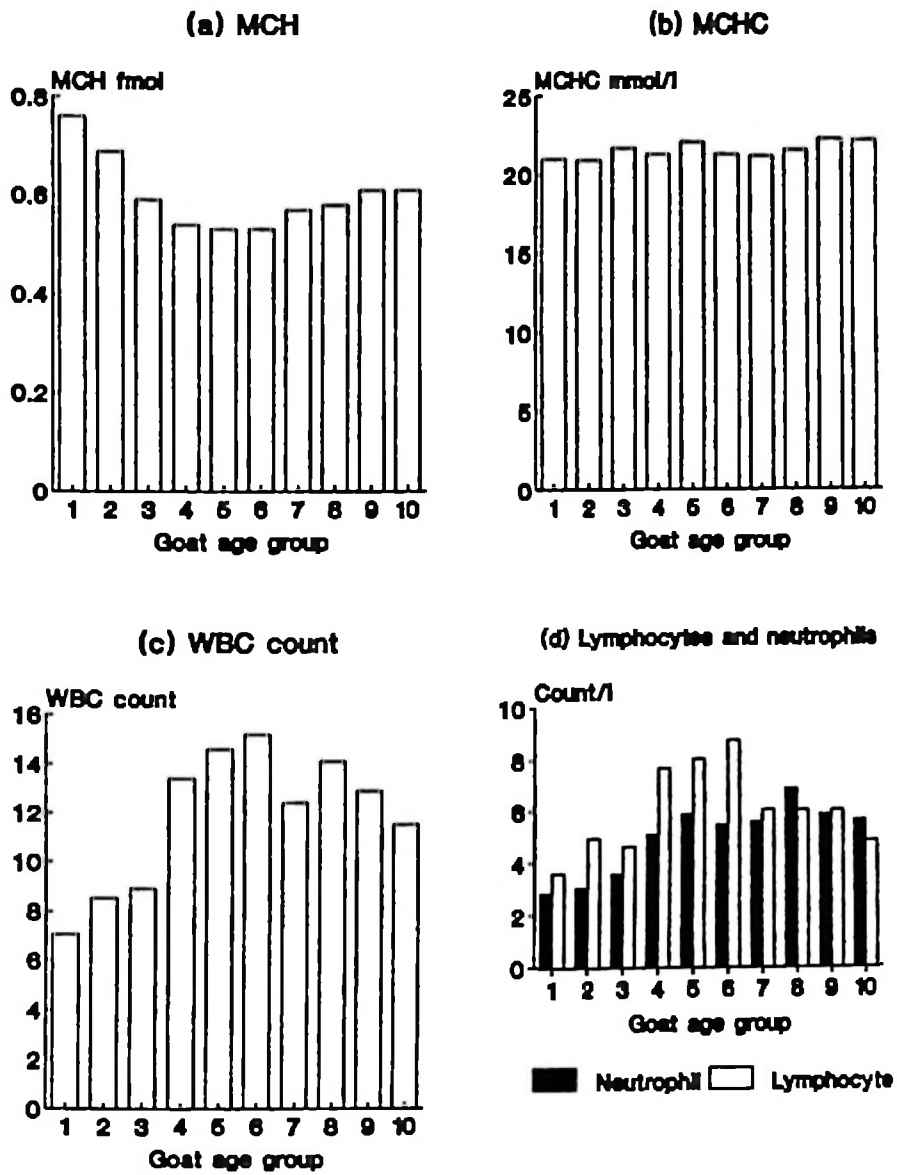 (a) MCH
MCH fmol
0.8
0.6
0.4
0.2
0
1 2 3 4 5 6 7 8 9 10
Goat age group
(b) MCHC
MCHC mmol/l
25
20
15
10
5
0
1 2 3 4 5 6 7 8 9 10
Goat age group
(c) WBC count
WBC count
16
14
12
10
8
6
4
2
0
1 2 3 4 5 6 7 8 9 10
Goat age group
(d) Lymphocytes and neutrophils
Count/l
10
8
6
4
2
0
1 2 3 4 5 6 7 8 9 10
Goat age group
Neutrophil Lymphocyte